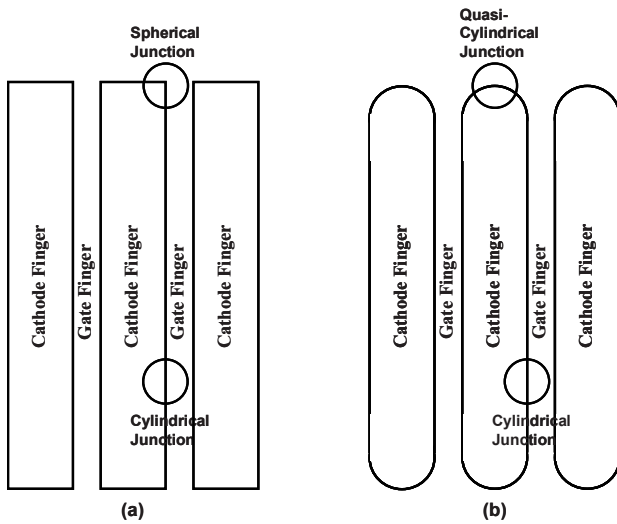 Spherical
Junction
Cathode Finger
Gate Finger
Cathode Finger
Gate Finger
Cathode Finger
Cylindrical
Junction
(a)
Quasi-
Cylindrical
Junction
Cathode Finger
Gate Finger
Cathode Finger
Gate Finger
Cathode Finger
Cylindrical
Junction
(b)